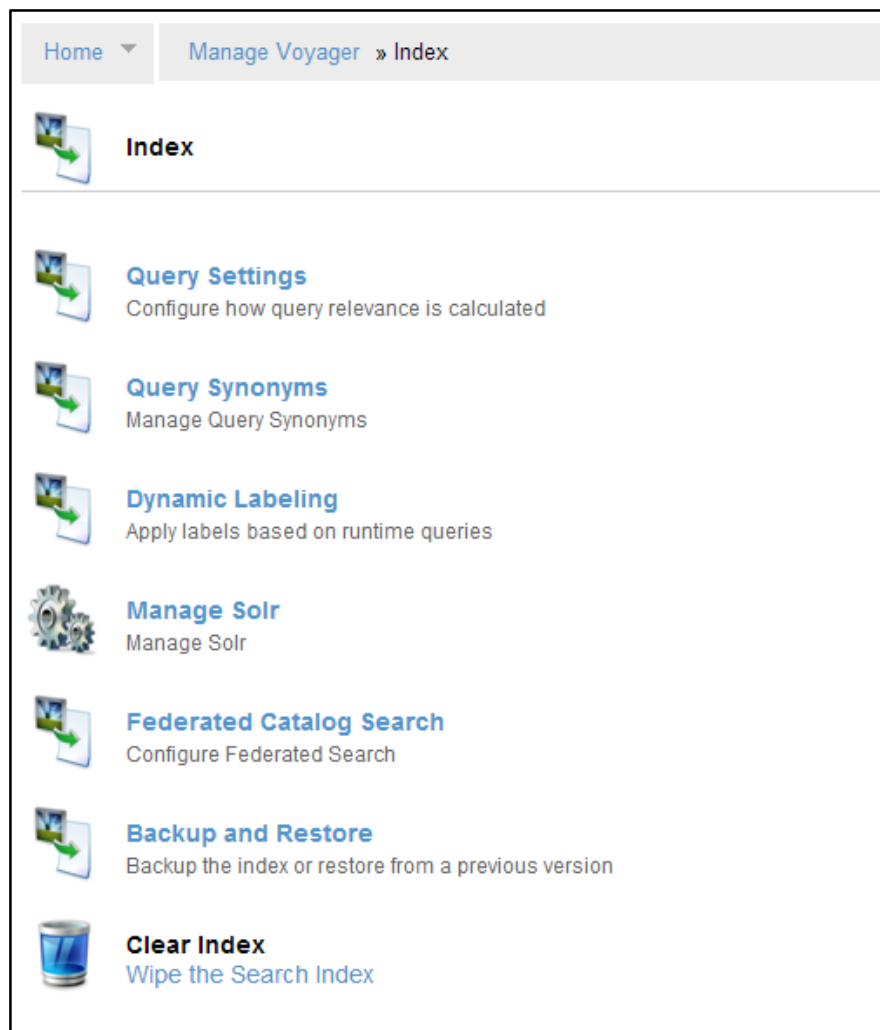 Home Manage Voyager » Index
Index
Query Settings
Configure how query relevance is calculated
Query Synonyms
Manage Query Synonyms
Dynamic Labeling
Apply labels based on runtime queries
Manage Solr
Manage Solr
Federated Catalog Search
Configure Federated Search
Backup and Restore
Backup the index or restore from a previous version
Clear Index
Wipe the Search Index